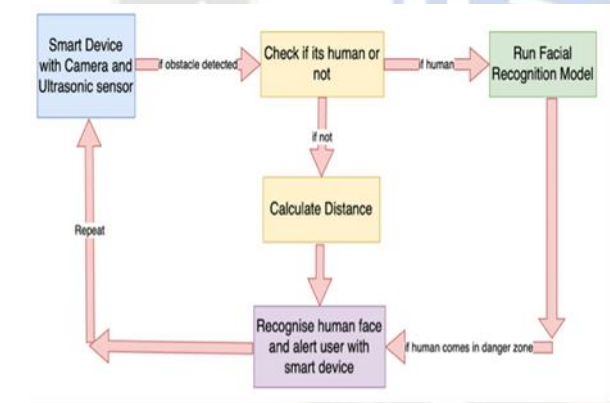 Smart Device
with Camera and
Ultrasonic sensor
if obstacle detected
Check if its human or
not
if human
Run Facial
Recognition Model
if not
Calculate Distance
Repeat
Recognise human face
and alert user with
smart device
if human comes in danger zone